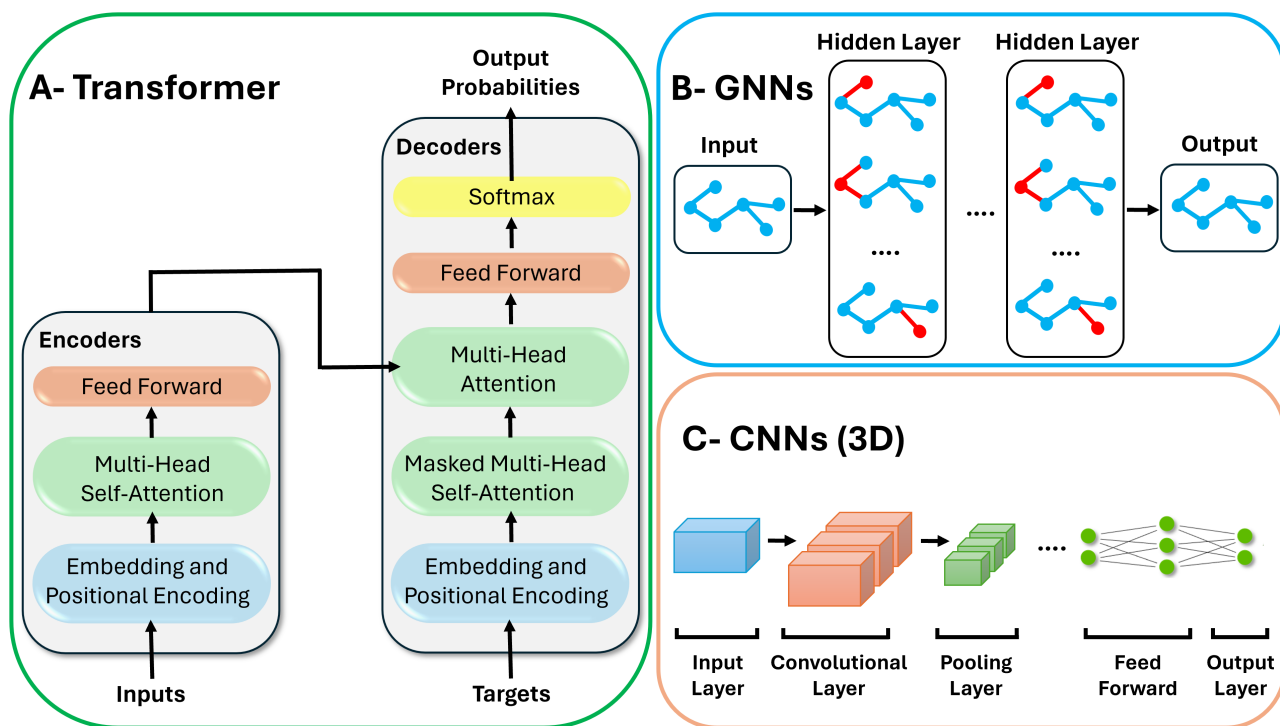 A- Transformer
Output
Probabilities
Decoders
Softmax
Feed Forward
Multi-Head
Attention
Masked Multi-Head
Self-Attention
Embedding and
Positional Encoding
Targets
Encoders
Feed Forward
Multi-Head
Self-Attention
Embedding and
Positional Encoding
Inputs
B- GNNs
Hidden Layer
Hidden Layer
Input
....
....
....
Output
C- CNNs (3D)
....
Input
Layer
Convolutional
Layer
Pooling
Layer
Feed
Forward
Output
Layer